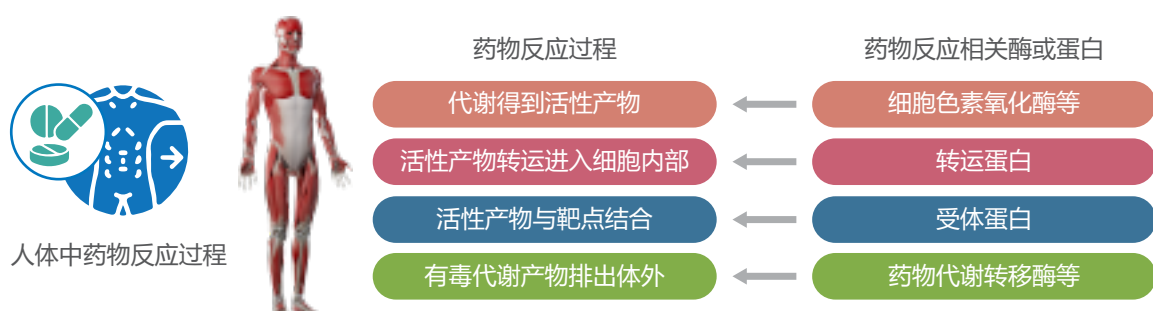 药物反应过程
药物反应相关酶或蛋白
代谢得到活性产物
细胞色素氧化酶等
活性产物转运进入细胞内部
转运蛋白
活性产物与靶点结合
受体蛋白
人体中药物反应过程
有毒代谢产物排出体外
药物代谢转移酶等